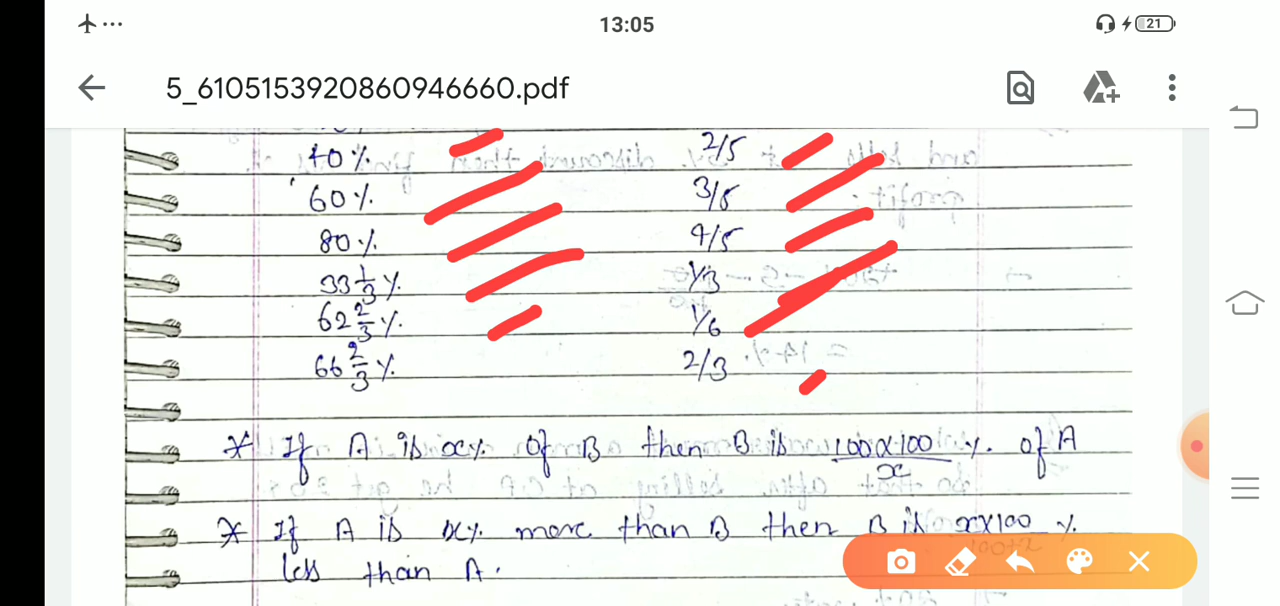 13:05
21
5_6105153920860946660.pdf
40% 2/5
60% 3/5
80% 4/5
33 1/3 % 1/3
62 2/3 % 1/6
66 2/3 % 2/3
* If A is x% of B then B is 100x100/x % of A
* If A is x% more than B then B is xx100/100+x %
less than A.